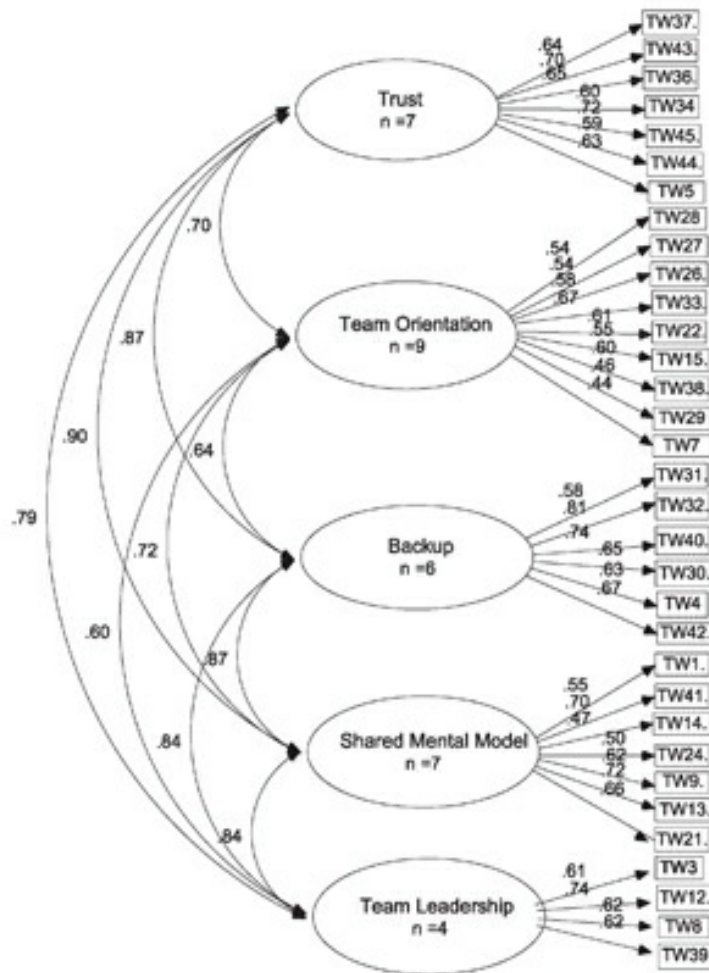 TW37.
.64
TW43.
.70
.65
TW36.
.60
TW34
.72
.59
TW45.
.63
TW44.
TW5
Trust
n =7
TW28
TW27
.54
.54
TW26.
.58
.67
TW33.
.61
TW22.
.55
TW15.
.60
.46
TW38.
.44
TW29
TW7
Team Orientation
n =9
.70
.87
.90
.79
.64
.72
.60
TW31.
.58
.81
TW32.
.74
TW40.
.65
.63
TW30.
.67
TW4
TW42.
Backup
n =6
.87
.84
.84
TW1.
.55
.70
TW41.
.47
TW14.
.50
TW24.
.62
.72
TW9.
.66
TW13.
TW21.
Shared Mental Model
n =7
TW3
.61
.74
TW12.
.62
TW8
.62
TW39
Team Leadership
n =4